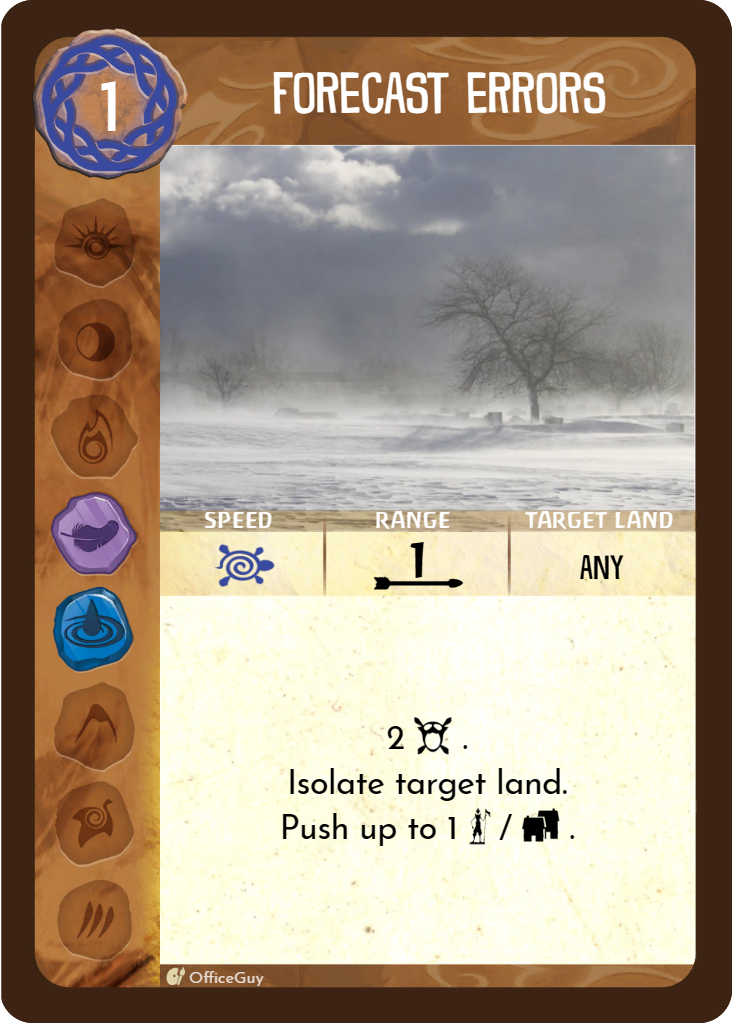 1
FORECAST ERRORS
SPEED RANGE TARGET LAND
1 ANY
2 .
Isolate target land.
Push up to 1 / .
OfficeGuy